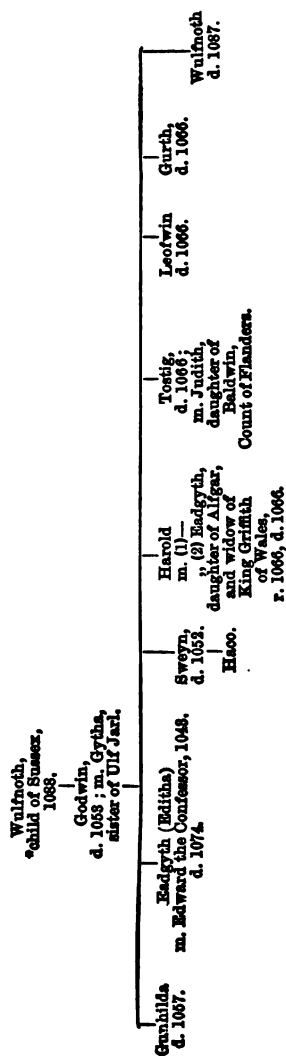 Wulfnoth,
"child of Sussex,
1088.
Godwin,
d. 1053 ; m. Gytha,
sister of Ulf Jarl.
Gunhilda
d. 1057.
Eadgyth (Editha)
m. Edward the Confessor, 1043.
d. 1074.
Sweyn,
d. 1052.
Haco.
Harold
m. (1)—
„ (2) Eadgyth,
daughter of Alfgar,
and widow of
King Griffith
of Wales,
r. 1066, d. 1066.
Tostig,
d. 1066 ;
m. Judith,
daughter of
Baldwin,
Count of Flanders.
Leofwin
d. 1066.
Gurth,
d. 1066.
Wulfnoth
d. 1087.